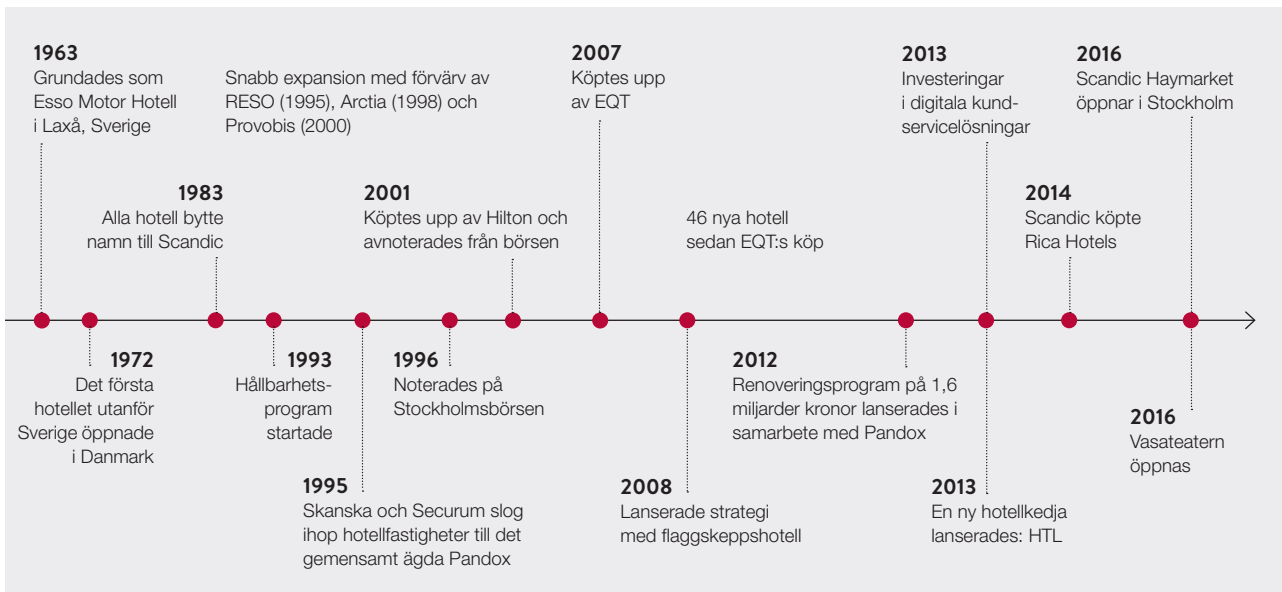 1963
Grundades som
Esso Motor Hotell
i Laxå, Sverige
Snabb expansion med förvärv av
RESO (1995), Arctia (1998) och
Provobis (2000)
2007
Köptes upp
av EQT
2013
Investeringar
i digitala kund-
servicelösningar
2016
Scandic Haymarket
öppnar i Stockholm
1983
Alla hotell bytte
namn till Scandic
2001
Köptes upp av Hilton och
avnoterades från börsen
46 nya hotell
sedan EQT:s köp
2014
Scandic köpte
Rica Hotels
1972
Det första
hotellet utanför
Sverige öppnade
i Danmark
1993
Hållbarhets-
program
startade
1996
Noterades på
Stockholmsbörsen
2012
Renoveringsprogram på 1,6
miljarder kronor lanserades i
samarbete med Pandox
2016
Vasateatern
öppnas
1995
Skanska och Securum slog
ihop hotellfastigheter till det
gemensamt ägda Pandox
2008
Lanserade strategi
med flaggskeppshotell
2013
En ny hotellkedja
lanserades: HTL